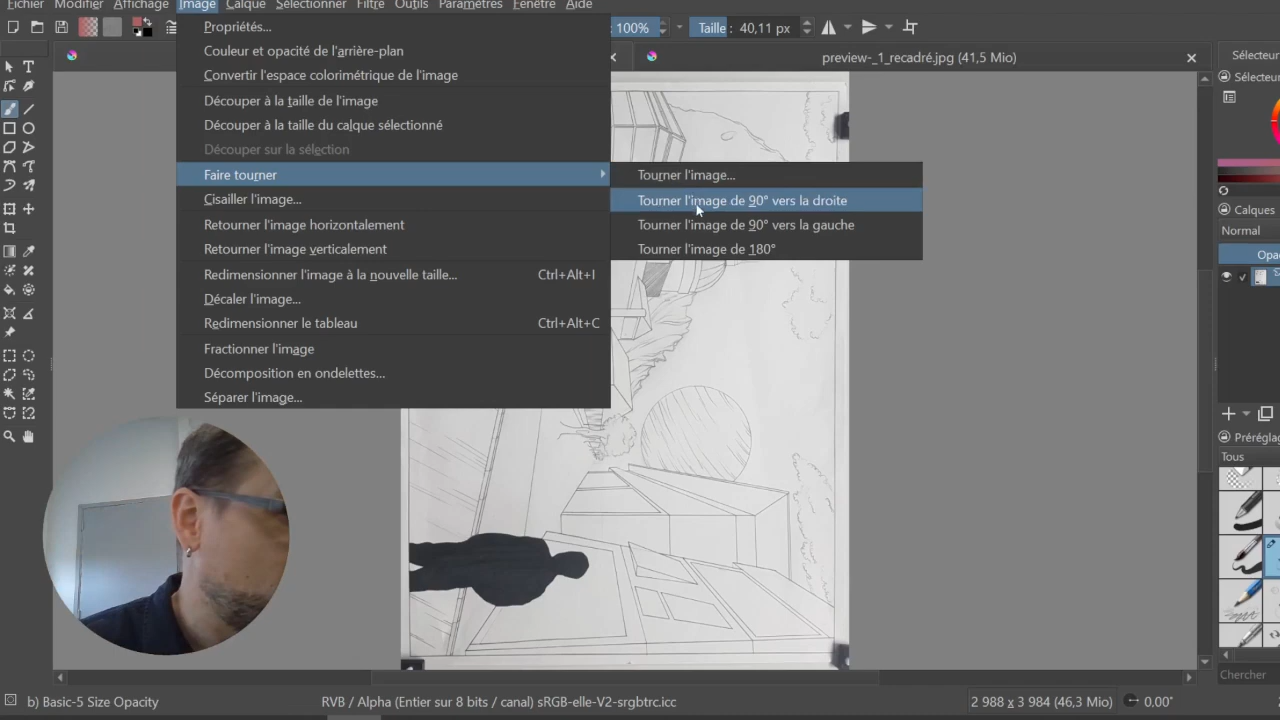 Fichier Modifier Affichage Image Calque Sélectionner Filtre Outils Paramètres Fenêtre Aide
100% Taille : 40,11 px
preview-_1_recadré.jpg (41,5 Mio)
Propriétés...
Couleur et opacité de l'arrière-plan
Convertir l'espace colorimétrique de l'image
Découper à la taille de l'image
Découper à la taille du calque sélectionné
Découper sur la sélection
Faire tourner
Cisailler l'image...
Retourner l'image horizontalement
Retourner l'image verticalement
Redimensionner l'image à la nouvelle taille... Ctrl+Alt+I
Décaler l'image...
Redimensionner le tableau Ctrl+Alt+C
Fractionner l'image
Décomposition en ondelettes...
Séparer l'image...
Tourner l'image...
Tourner l'image de 90° vers la droite
Tourner l'image de 90° vers la gauche
Tourner l'image de 180°
Sélecteur
Sélecteur
Calques
Normal
Opa
Préréglag
Tous
Chercher
b) Basic-5 Size Opacity
RVB / Alpha (Entier sur 8 bits / canal) sRGB-elle-V2-srgbtrc.icc
2 988 x 3 984 (46,3 Mio)
0.00°